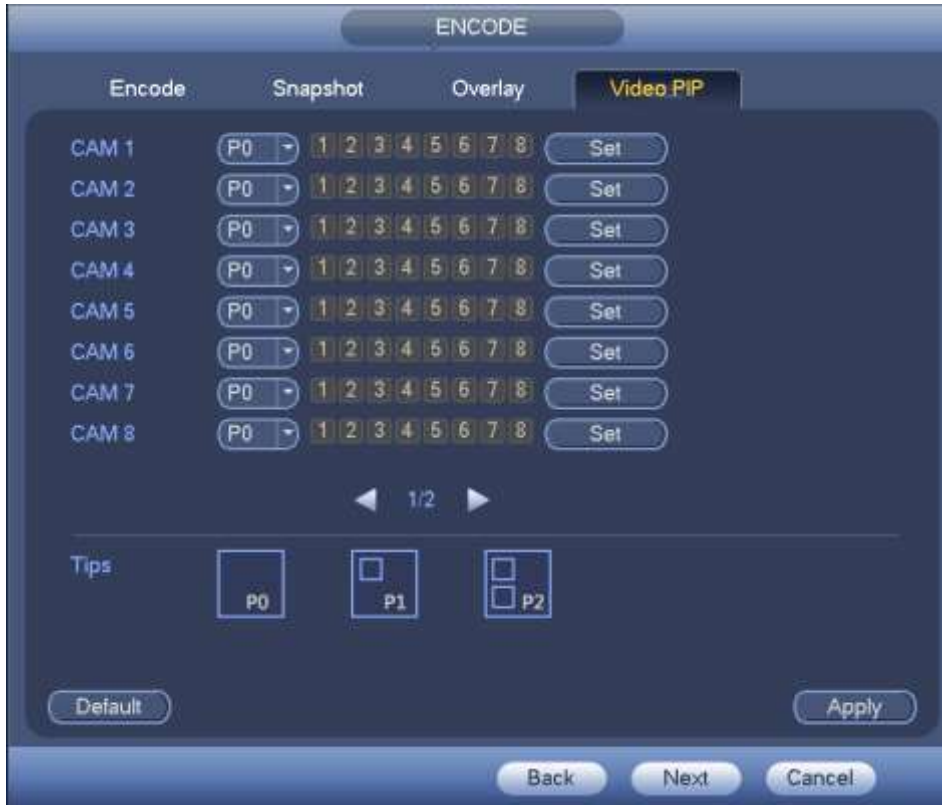 ENCODE
Encode Snapshot Overlay Video PIP
CAM 1 P0 1 2 3 4 5 6 7 8 Set
CAM 2 P0 1 2 3 4 5 6 7 8 Set
CAM 3 P0 1 2 3 4 5 6 7 8 Set
CAM 4 P0 1 2 3 4 5 6 7 8 Set
CAM 5 P0 1 2 3 4 5 6 7 8 Set
CAM 6 P0 1 2 3 4 5 6 7 8 Set
CAM 7 P0 1 2 3 4 5 6 7 8 Set
CAM 8 P0 1 2 3 4 5 6 7 8 Set
1/2
Tips P0 P1 P2
Default Apply
Back Next Cancel